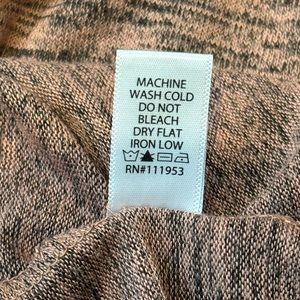 MACHINE
WASH COLD
DO NOT
BLEACH
DRY FLAT
IRON LOW
RN#111953